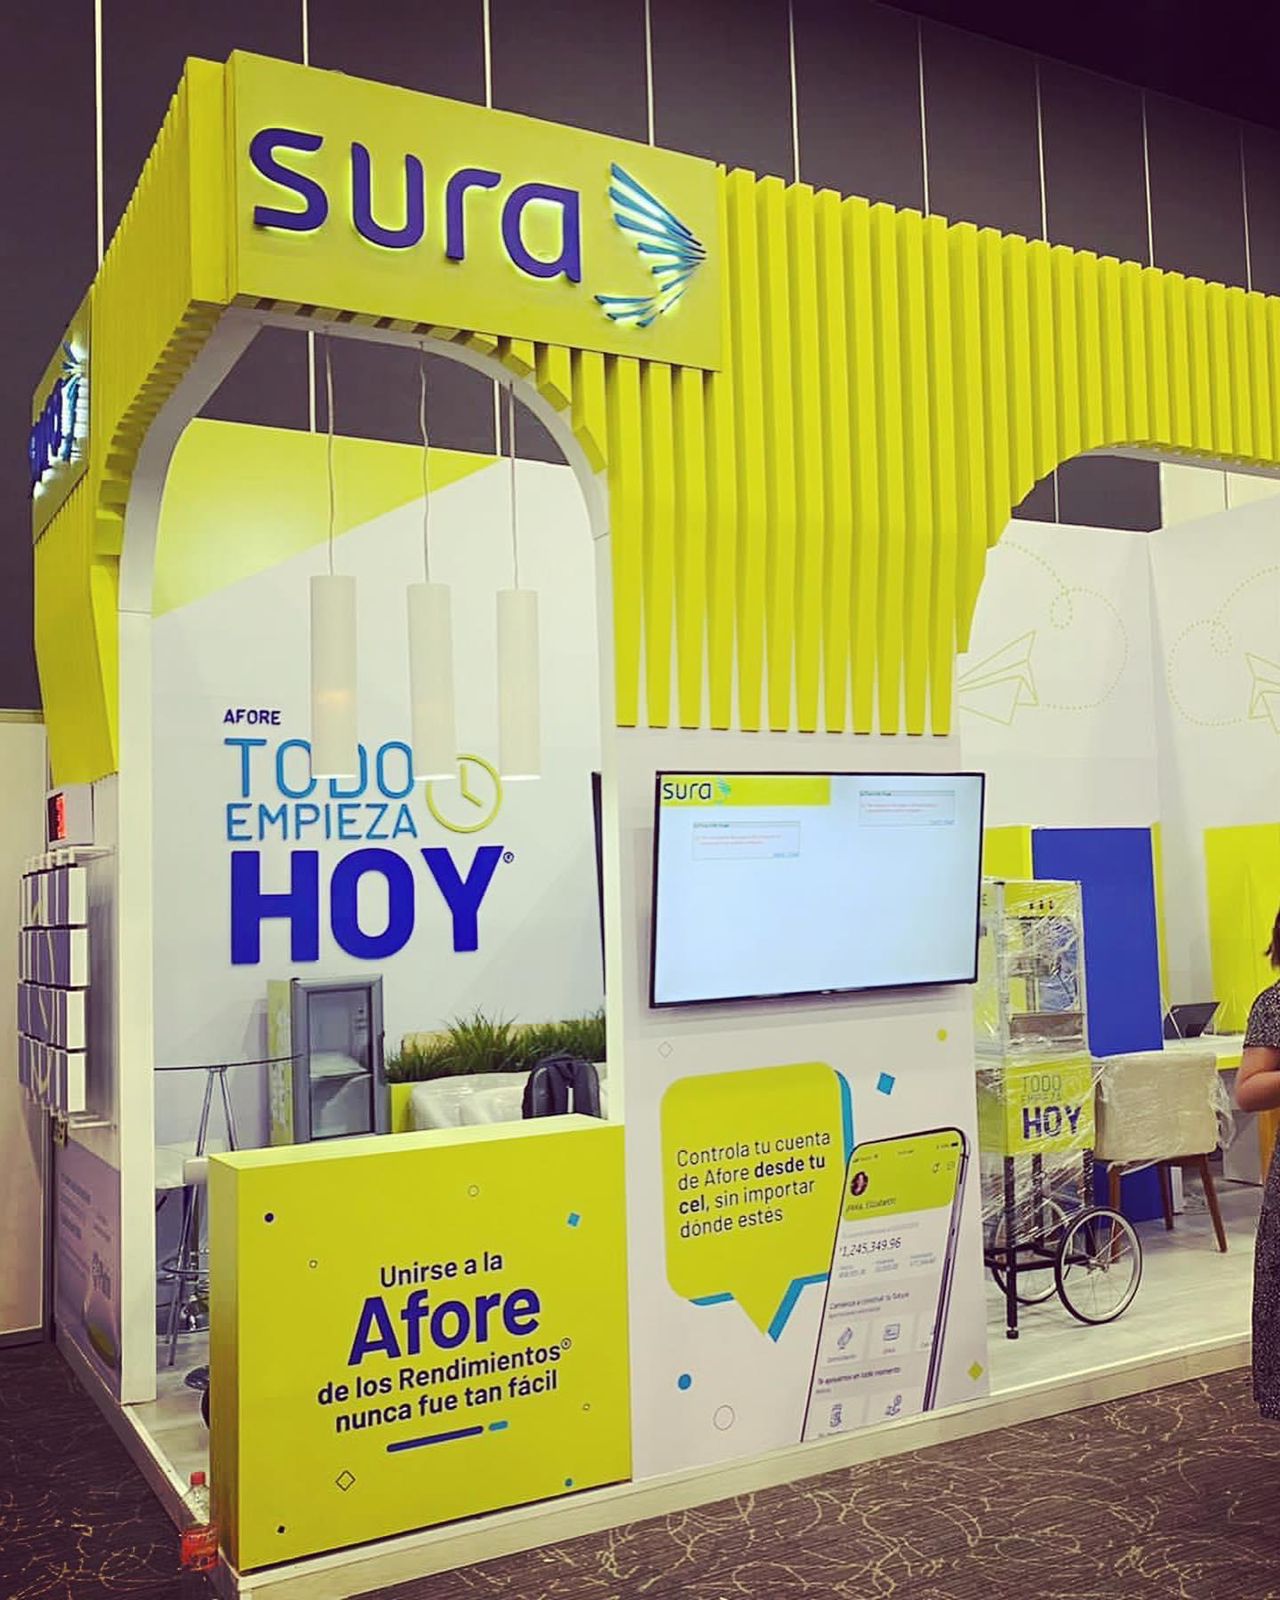 sura
AFORE
TODO
EMPIEZA
HOY®
sura
Controla tu cuenta
de Afore desde tu
cel, sin importar
dónde estés
1,245,349.96
TODO
EMPIEZA
HOY
Unirse a la
Afore
de los Rendimientos®
nunca fue tan fácil